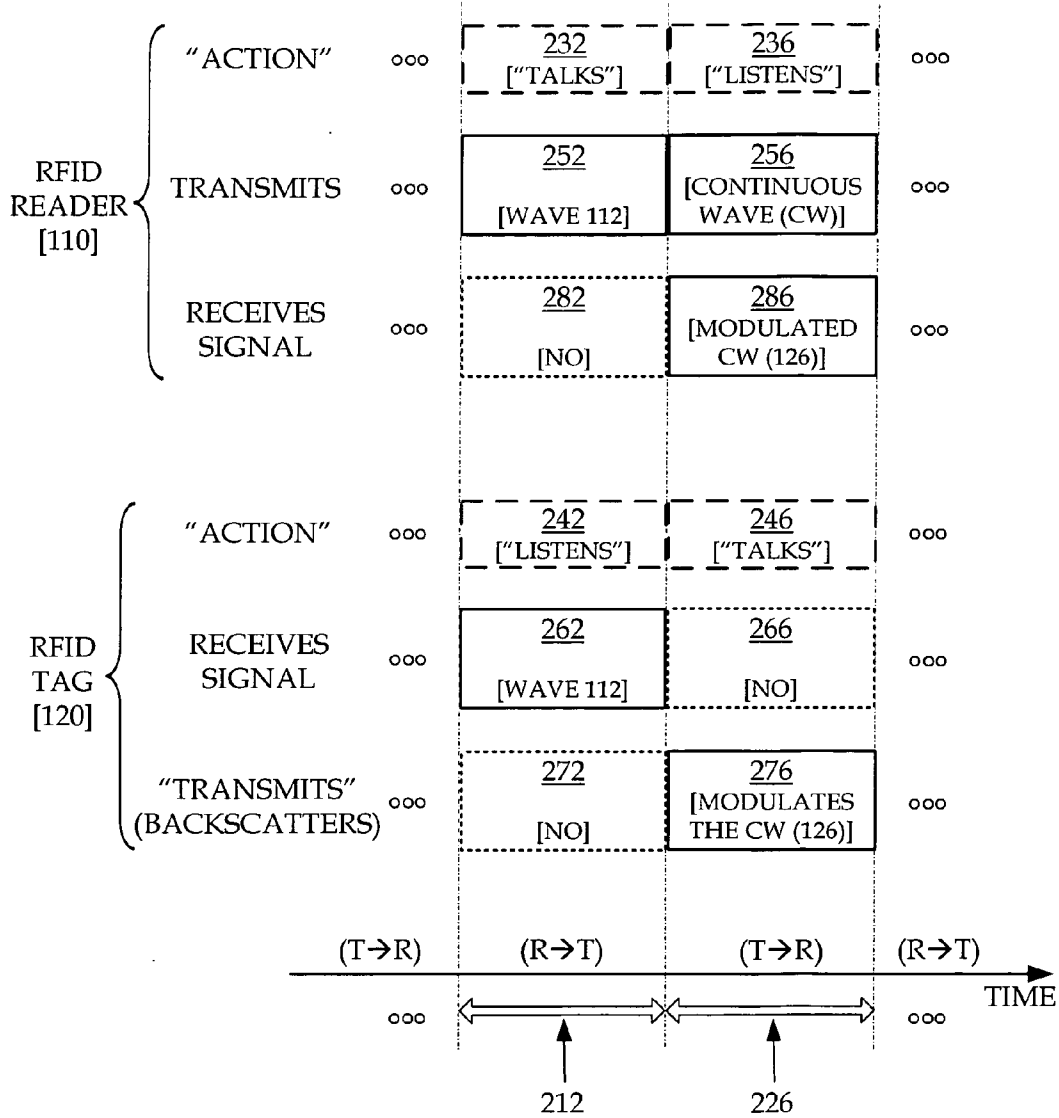 "ACTION" ooo 232 236 ooo
["TALKS"] ["LISTENS"]
RFID
READER
[110]
TRANSMITS ooo 252 256 ooo
[WAVE 112] [CONTINUOUS
WAVE (CW)]
RECEIVES
SIGNAL ooo 282 286 ooo
[NO] [MODULATED
CW (126)]
"ACTION" ooo 242 246 ooo
["LISTENS"] ["TALKS"]
RFID
TAG
[120]
RECEIVES
SIGNAL ooo 262 266 ooo
[WAVE 112] [NO]
"TRANSMITS"
(BACKSCATTERS) ooo 272 276 ooo
[NO] [MODULATES
THE CW (126)]
(T→R) (R→T) (T→R) (R→T)
TIME
ooo ooo
212 226